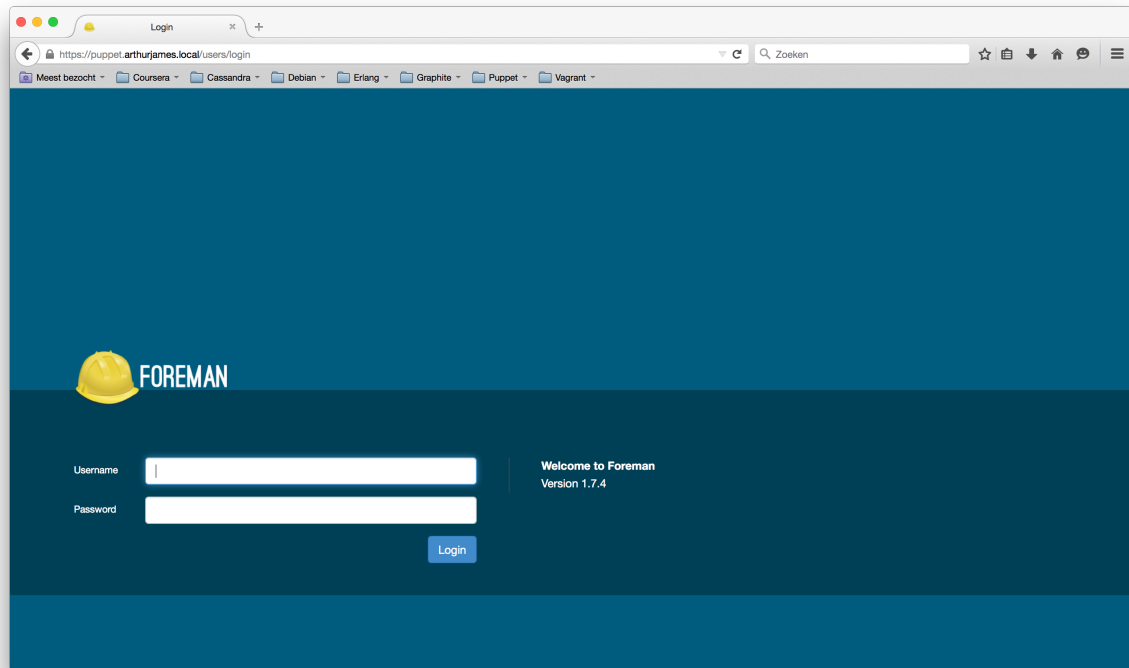 Login
https://puppet.arthurjames.local/users/login
Zoeken
Meest bezocht Coursera Cassandra Debian Erlang Graphite Puppet Vagrant
FOREMAN
Username
Welcome to Foreman
Version 1.7.4
Password
Login